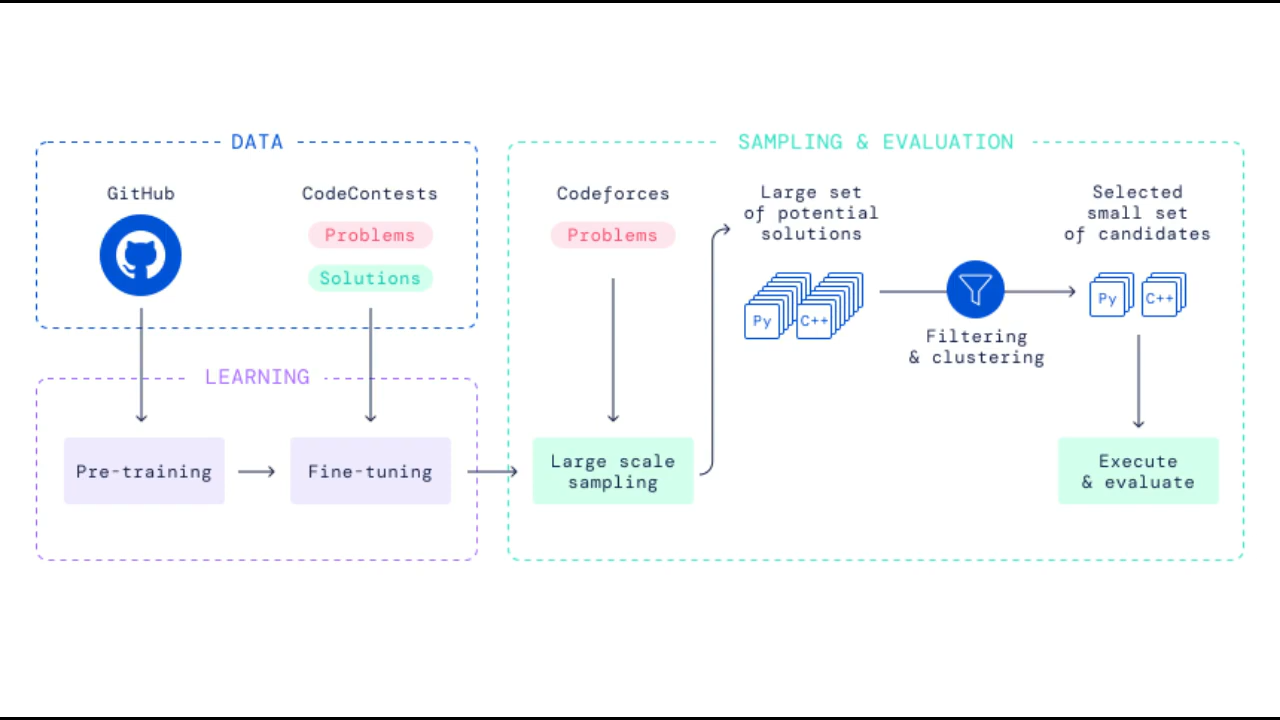 DATA
GitHub
CodeContests
Problems
Solutions
LEARNING
Pre-training
Fine-tuning
SAMPLING & EVALUATION
Codeforces
Problems
Large scale
sampling
Large set
of potential
solutions
Py
C++
Filtering
& clustering
Selected
small set
of candidates
Py
C++
Execute
& evaluate